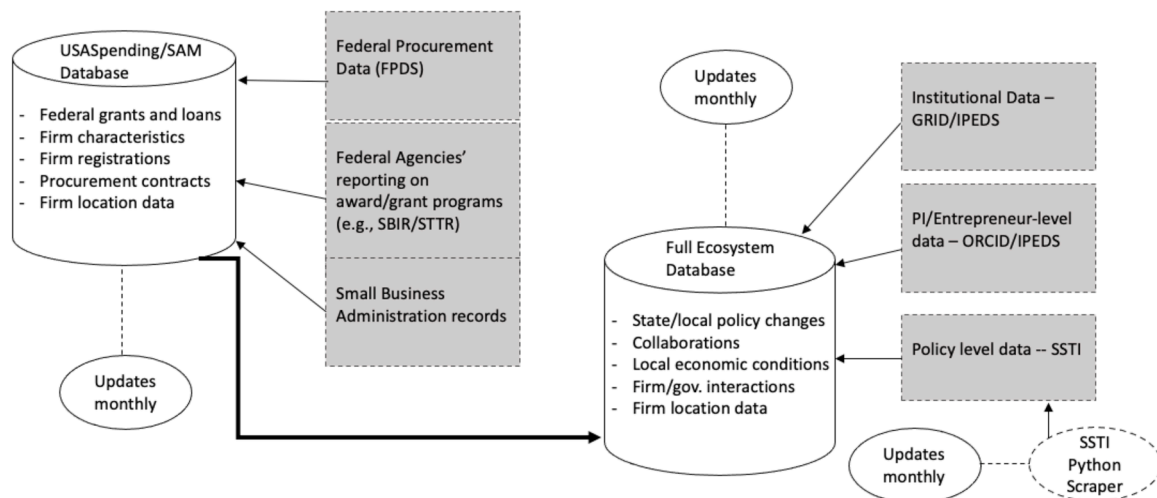 USASpending/SAM
Database
- Federal grants and loans
- Firm characteristics
- Firm registrations
- Procurement contracts
- Firm location data
Updates
monthly
Federal Procurement
Data (FPDS)
Federal Agencies’
reporting on
award/grant programs
(e.g., SBIR/STTR)
Small Business
Administration records
Updates
monthly
Full Ecosystem
Database
- State/local policy changes
- Collaborations
- Local economic conditions
- Firm/gov. interactions
- Firm location data
Institutional Data –
GRID/IPEDS
PI/Entrepreneur-level
data – ORCID/IPEDS
Policy level data -- SSTI
Updates
monthly
SSTI
Python
Scraper